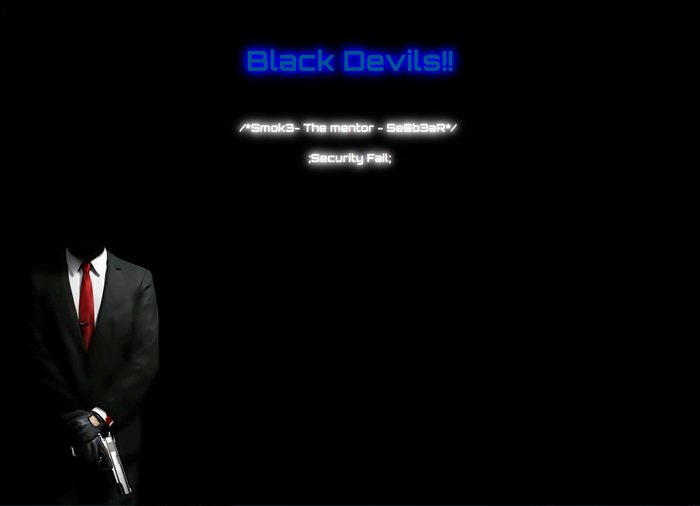 Black Devils!!
/*Smok3- The mentor - Se@b3aR*/
;Security Fail;